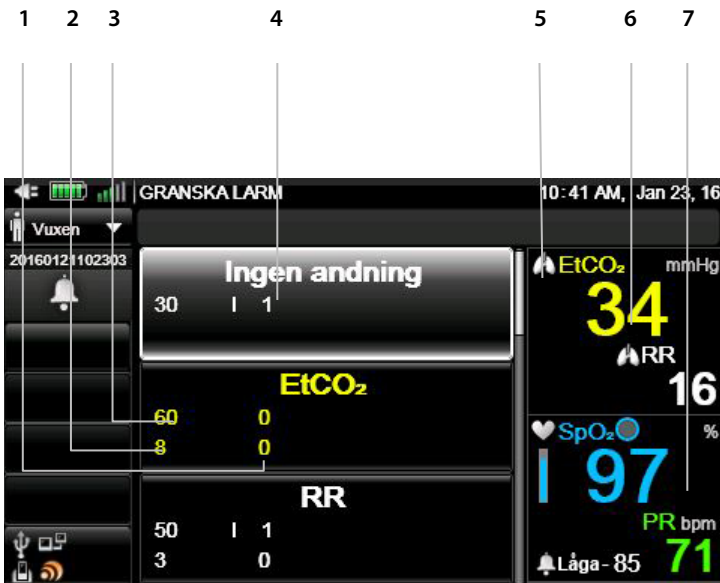 1 2 3 4 5 6 7
GRANSKA LARM 10:41 AM, Jan 23, 16
Vuxen
20160121102303
Ingen andning
30 I 1
EtCO₂
60 0
8 0
RR
50 I 1
3 0
EtCO₂ mmHg
34
RR
16
SpO₂ %
97
PR bpm
Låga - 85 71